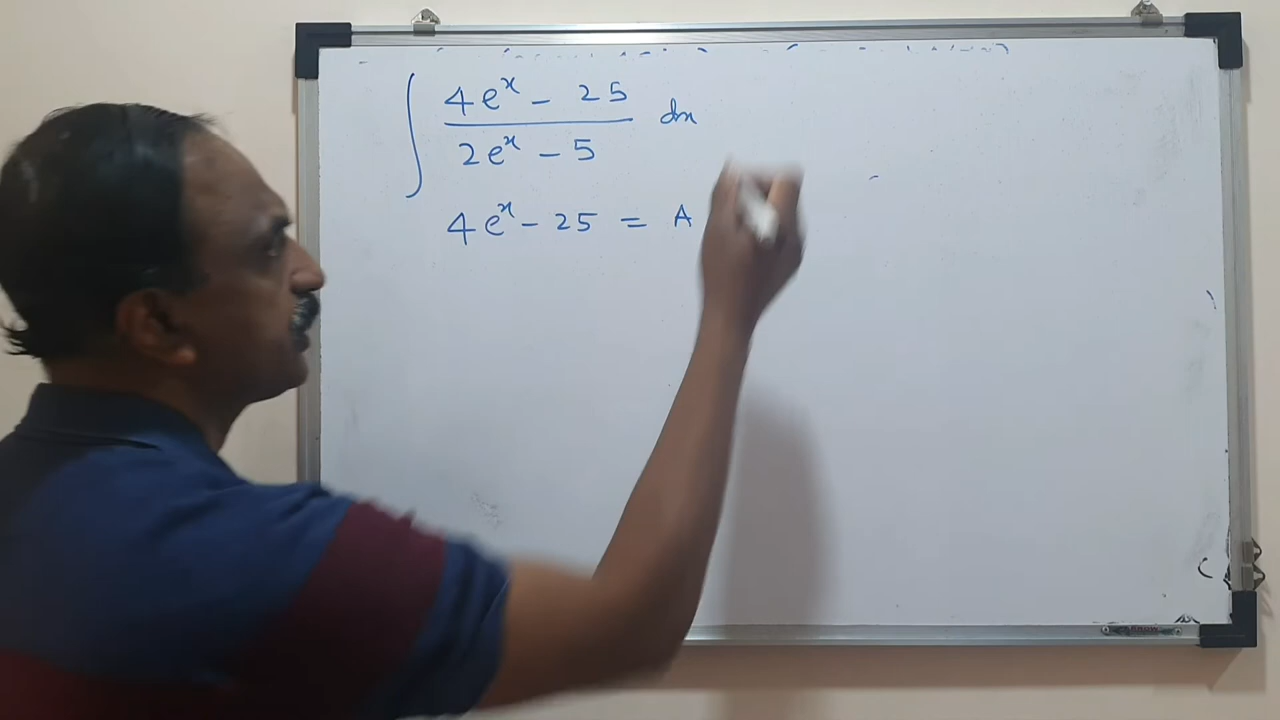 ∫ (4e^x - 25)/(2e^x - 5) dx
4e^x - 25 = A